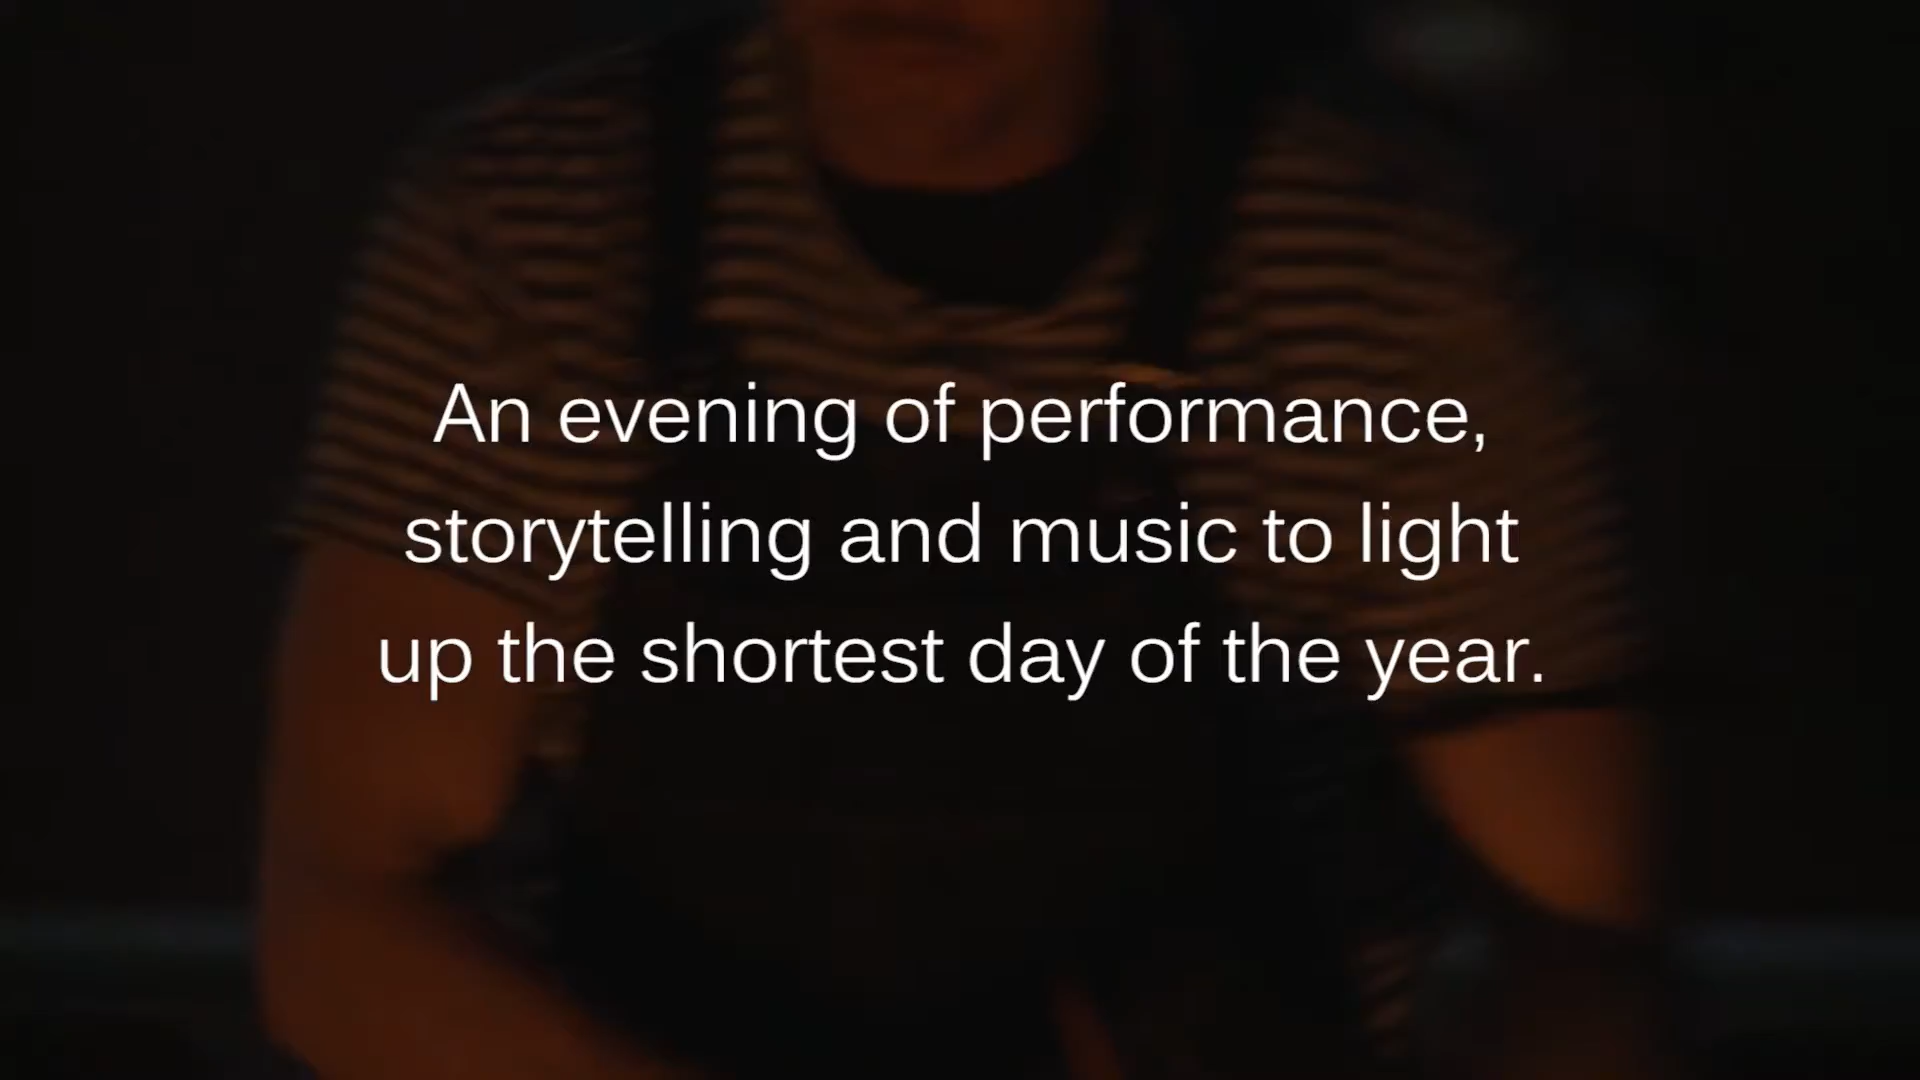 An evening of performance,
storytelling and music to light
up the shortest day of the year.